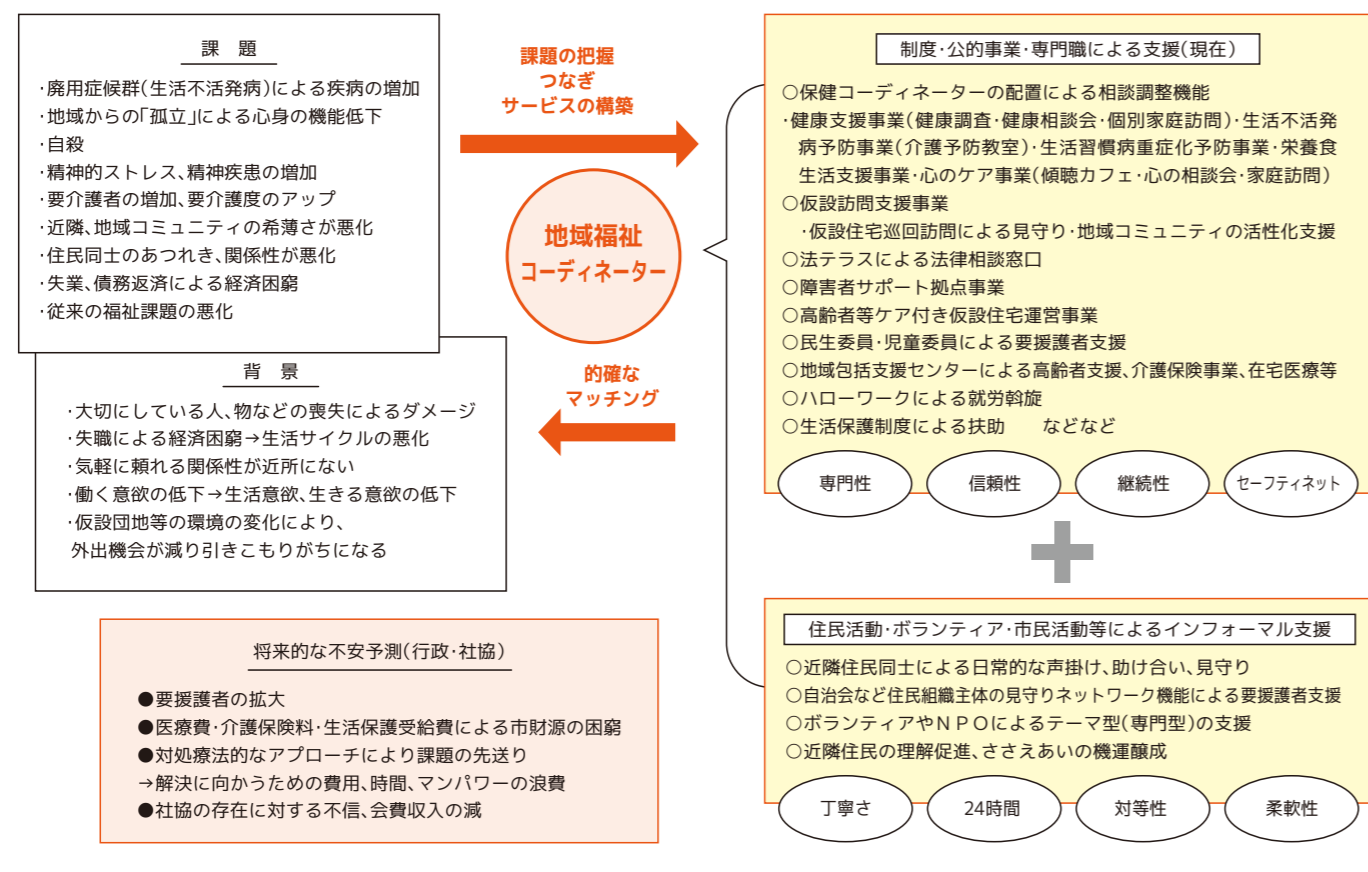 課　題
・廃用症候群(生活不活発病)による疾病の増加
・地域からの「孤立」による心身の機能低下
・自殺
・精神的ストレス、精神疾患の増加
・要介護者の増加、要介護度のアップ
・近隣、地域コミュニティの希薄さが悪化
・住民同士のあつれき、関係性が悪化
・失業、債務返済による経済困窮
・従来の福祉課題の悪化
背　景
・大切にしている人、物などの喪失によるダメージ
・失職による経済困窮→生活サイクルの悪化
・気軽に頼れる関係性が近所にない
・働く意欲の低下→生活意欲、生きる意欲の低下
・仮設団地等の環境の変化により、
外出機会が減り引きこもりがちになる
将来的な不安予測(行政・社協)
●要援護者の拡大
●医療費・介護保険料・生活保護受給費による市財源の困窮
●対処療法的なアプローチにより課題の先送り
→解決に向かうための費用、時間、マンパワーの浪費
●社協の存在に対する不信、会費収入の減
課題の把握
つなぎ
サービスの構築
地域福祉
コーディネーター
的確な
マッチング
制度・公的事業・専門職による支援(現在)
○保健コーディネーターの配置による相談調整機能
・健康支援事業(健康調査・健康相談会・個別家庭訪問)・生活不活発
病予防事業(介護予防教室)・生活習慣病重症化予防事業・栄養食
生活支援事業・心のケア事業(傾聴カフェ・心の相談会・家庭訪問)
○仮設訪問支援事業
・仮設住宅巡回訪問による見守り・地域コミュニティの活性化支援
○法テラスによる法律相談窓口
○障害者サポート拠点事業
○高齢者等ケア付き仮設住宅運営事業
○民生委員・児童委員による要援護者支援
○地域包括支援センターによる高齢者支援、介護保険事業、在宅医療等
○ハローワークによる就労斡旋
○生活保護制度による扶助　　などなど
専門性
信頼性
継続性
セーフティネット
住民活動・ボランティア・市民活動等によるインフォーマル支援
○近隣住民同士による日常的な声掛け、助け合い、見守り
○自治会など住民組織主体の見守りネットワーク機能による要援護者支援
○ボランティアやＮＰＯによるテーマ型(専門型)の支援
○近隣住民の理解促進、ささえあいの機運醸成
丁寧さ
24時間
対等性
柔軟性